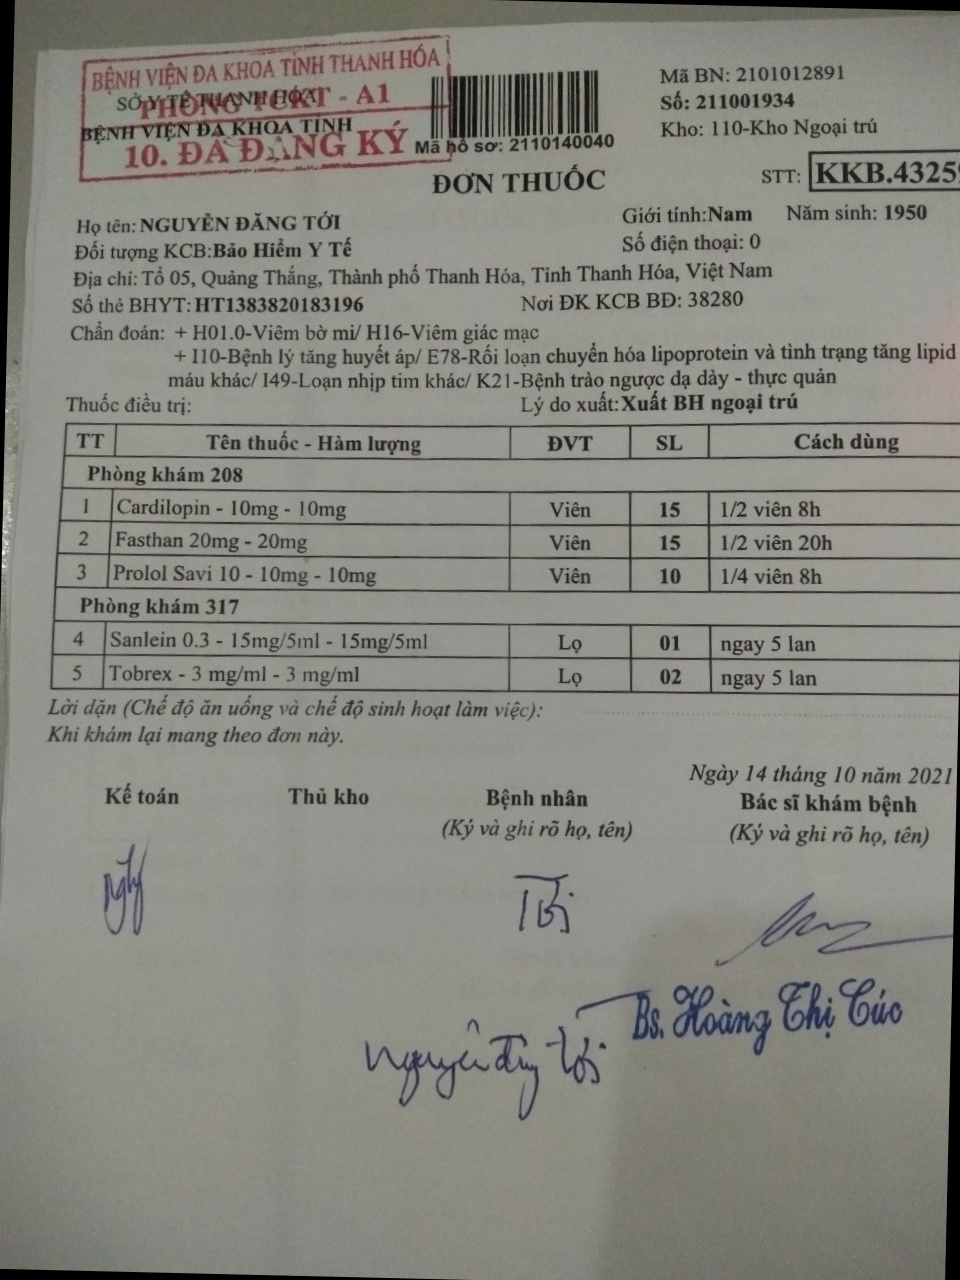 BỆNH VIỆN ĐA KHOA TỈNH THANH HÓA
SỞ Y TẾ THANH HÓA
PHÒNG TCKT - A1
BỆNH VIỆN ĐA KHOA TỈNH
10. ĐÃ ĐĂNG KÝ
Mã hồ sơ: 2110140040
Mã BN: 2101012891
Số: 211001934
Kho: 110-Kho Ngoại trú
ĐƠN THUỐC
STT: KKB.4325
Họ tên: NGUYỄN ĐĂNG TỚI Giới tính:Nam Năm sinh: 1950
Đối tượng KCB:Bảo Hiểm Y Tế Số điện thoại: 0
Địa chỉ: Tổ 05, Quảng Thắng, Thành phố Thanh Hóa, Tỉnh Thanh Hóa, Việt Nam
Số thẻ BHYT: HT1383820183196 Nơi ĐK KCB BĐ: 38280
Chẩn đoán: + H01.0-Viêm bờ mi/ H16-Viêm giác mạc
+ I10-Bệnh lý tăng huyết áp/ E78-Rối loạn chuyển hóa lipoprotein và tình trạng tăng lipid
máu khác/ I49-Loạn nhịp tim khác/ K21-Bệnh trào ngược dạ dày - thực quản
Thuốc điều trị: Lý do xuất: Xuất BH ngoại trú
TT Tên thuốc - Hàm lượng ĐVT SL Cách dùng
Phòng khám 208
1 Cardilopin - 10mg - 10mg Viên 15 1/2 viên 8h
2 Fasthan 20mg - 20mg Viên 15 1/2 viên 20h
3 Prolol Savi 10 - 10mg - 10mg Viên 10 1/4 viên 8h
Phòng khám 317
4 Sanlein 0.3 - 15mg/5ml - 15mg/5ml Lọ 01 ngay 5 lan
5 Tobrex - 3 mg/ml - 3 mg/ml Lọ 02 ngay 5 lan
Lời dặn (Chế độ ăn uống và chế độ sinh hoạt làm việc):
Khi khám lại mang theo đơn này.
Ngày 14 tháng 10 năm 2021
Kế toán Thủ kho Bệnh nhân Bác sĩ khám bệnh
(Ký và ghi rõ họ, tên) (Ký và ghi rõ họ, tên)
Tới
Bs. Hoàng Thị Cúc
Nguyễn Đăng Tới